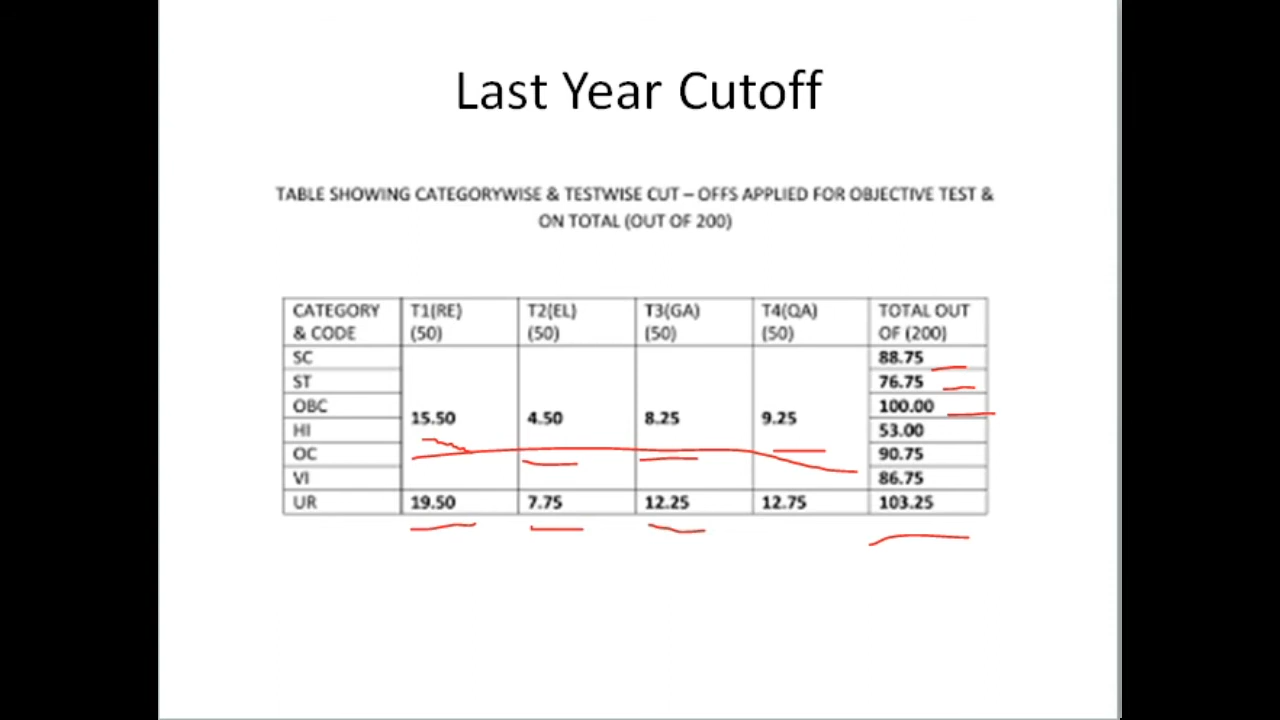 Last Year Cutoff
TABLE SHOWING CATEGORYWISE & TESTWISE CUT – OFFS APPLIED FOR OBJECTIVE TEST &
ON TOTAL (OUT OF 200)
CATEGORY & CODE T1(RE) (50) T2(EL) (50) T3(GA) (50) T4(QA) (50) TOTAL OUT OF (200)
SC 88.75
ST 76.75
OBC 100.00
15.50 4.50 8.25 9.25
HI 53.00
OC 90.75
VI 86.75
UR 19.50 7.75 12.25 12.75 103.25